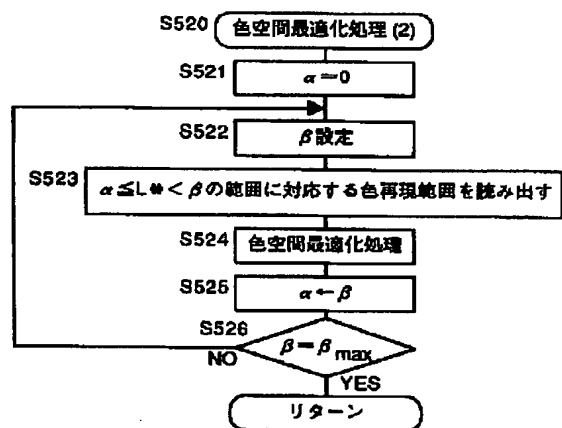 S520 色空間最適化処理 (2)
S521
α=0
S522
β設定
S523
α≦L*<βの範囲に対応する色再現範囲を読み出す
S524
色空間最適化処理
S525
α←β
S526
β=βmax
NO
YES
リターン